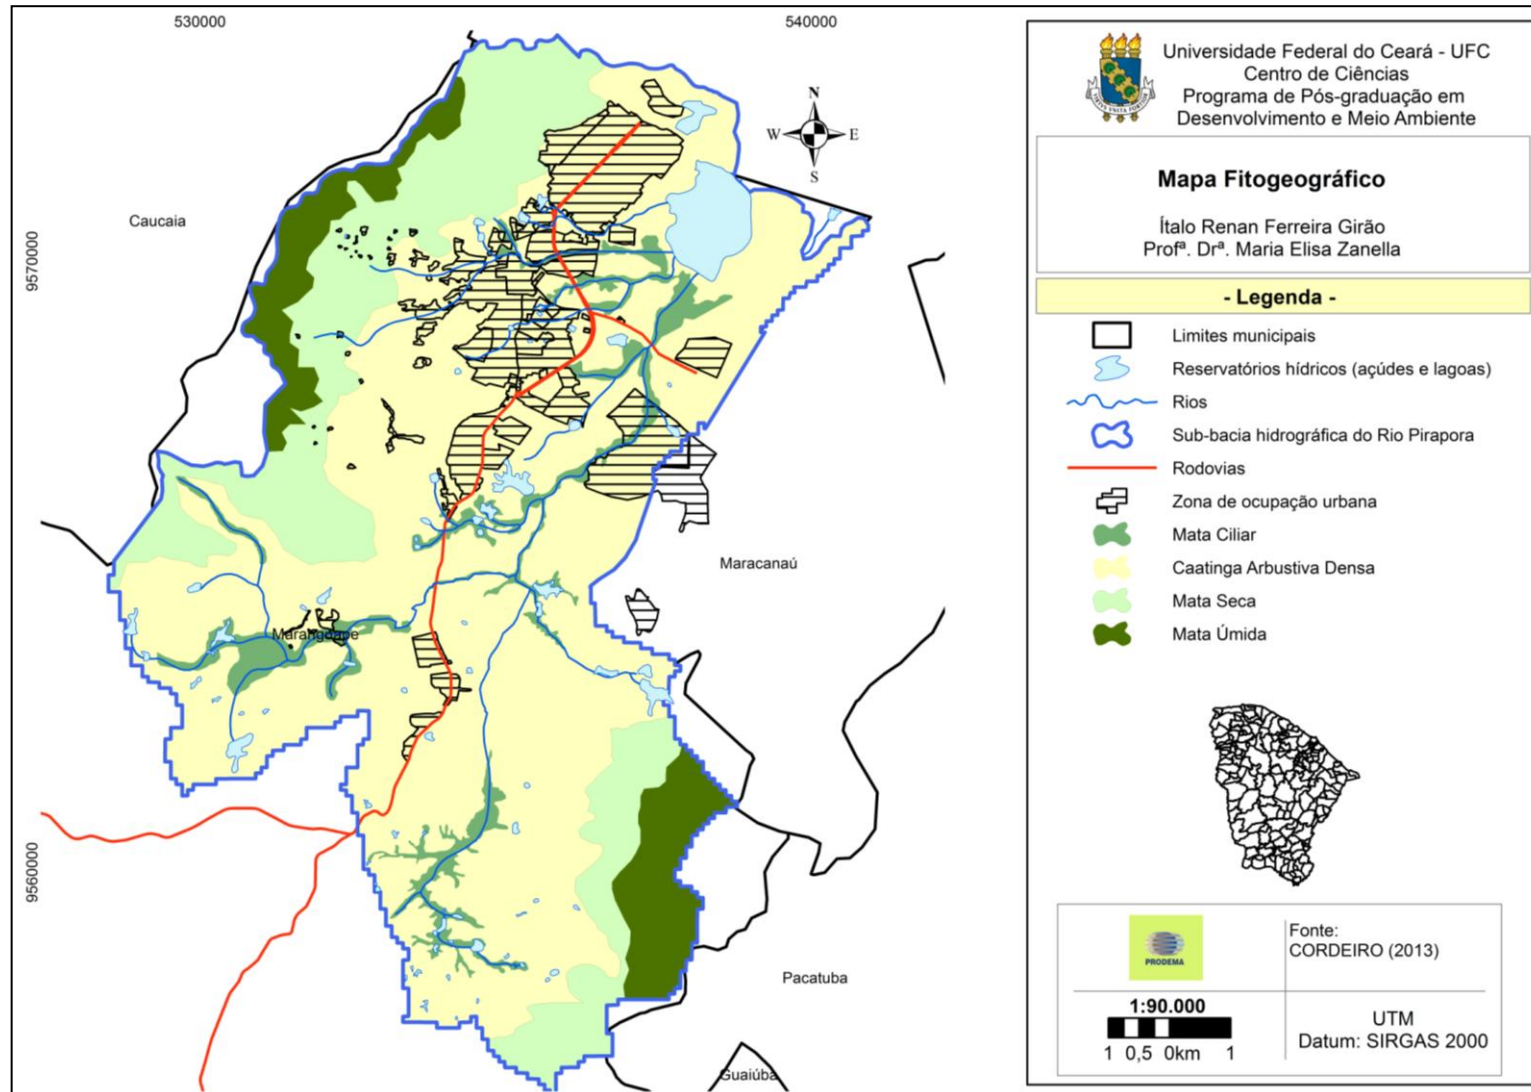 530000
540000
9570000
9560000
N
W
E
S
Caucaia
Maracanaú
Maranguape
Pacatuba
Guaiúba
VIRTUS UNITA FORTIOR
Universidade Federal do Ceará - UFC
Centro de Ciências
Programa de Pós-graduação em
Desenvolvimento e Meio Ambiente
Mapa Fitogeográfico
Ítalo Renan Ferreira Girão
Profª. Drª. Maria Elisa Zanella
- Legenda -
Limites municipais
Reservatórios hídricos (açúdes e lagoas)
Rios
Sub-bacia hidrográfica do Rio Pirapora
Rodovias
Zona de ocupação urbana
Mata Ciliar
Caatinga Arbustiva Densa
Mata Seca
Mata Úmida
PRODEMA
Fonte:
CORDEIRO (2013)
1:90.000
1 0,5 0km 1
UTM
Datum: SIRGAS 2000